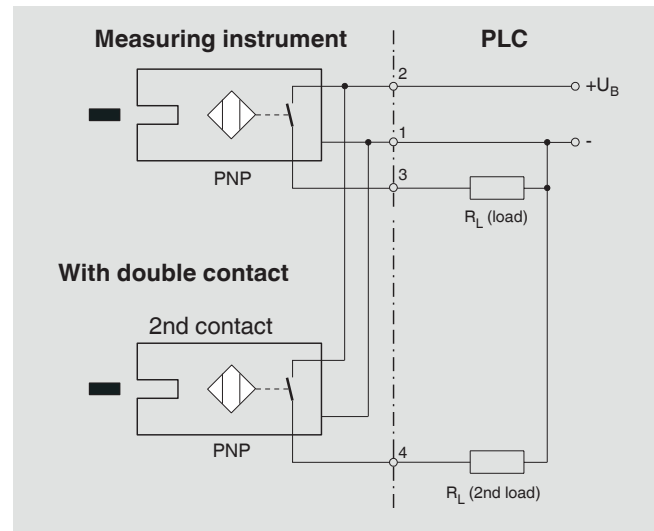 Measuring instrument
PLC
2
+U_B
1
-
PNP
3
R_L (load)
With double contact
2nd contact
PNP
4
R_L (2nd load)